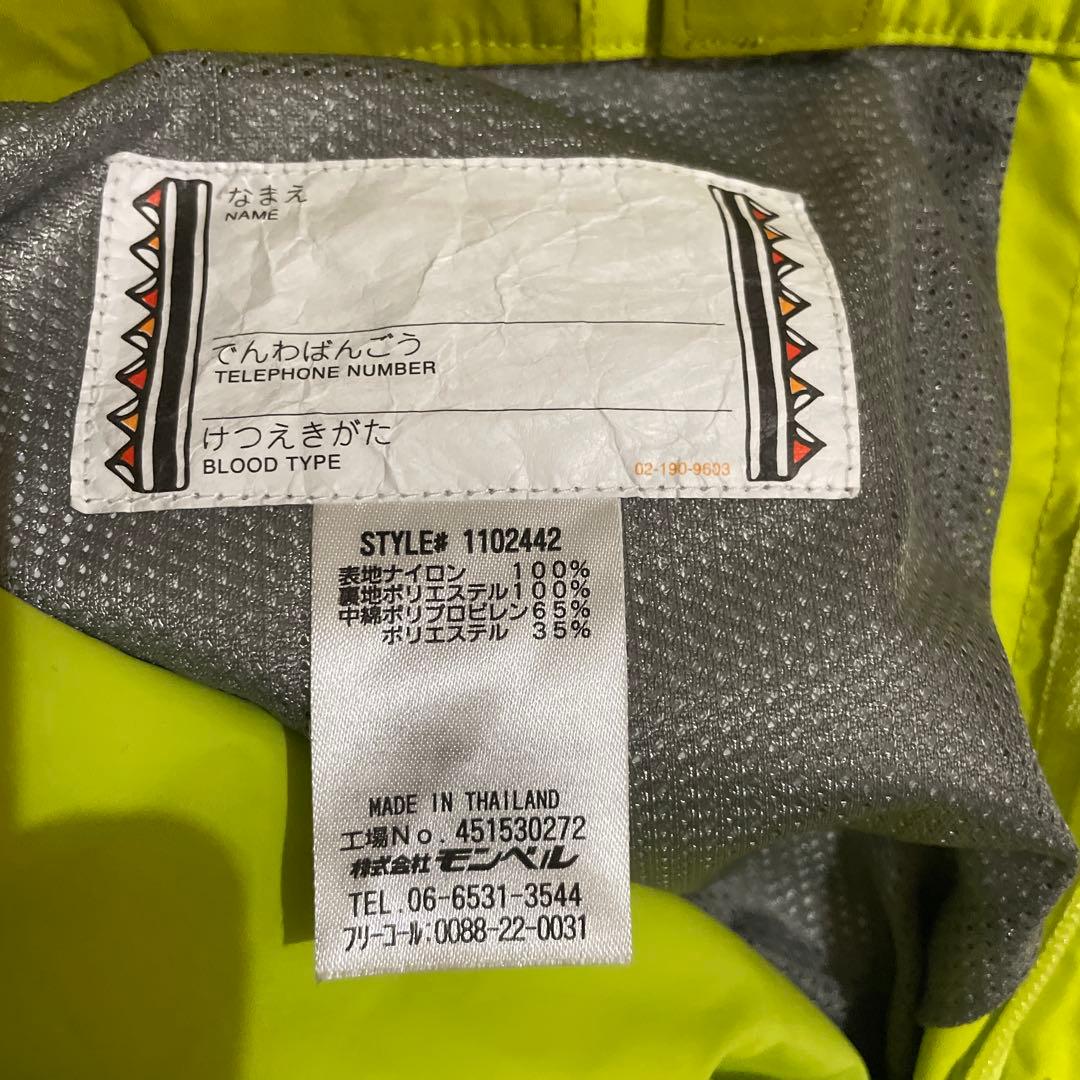 なまえ
NAME
でんわばんごう
TELEPHONE NUMBER
けつえきがた
BLOOD TYPE
02-190-9603
STYLE# 1102442
表地ナイロン 100%
裏地ポリエステル100%
中綿ポリプロピレン65%
ポリエステル 35%
MADE IN THAILAND
工場No.451530272
株式会社モンベル
TEL.06-6531-3544
フリーコール:0088-22-0031